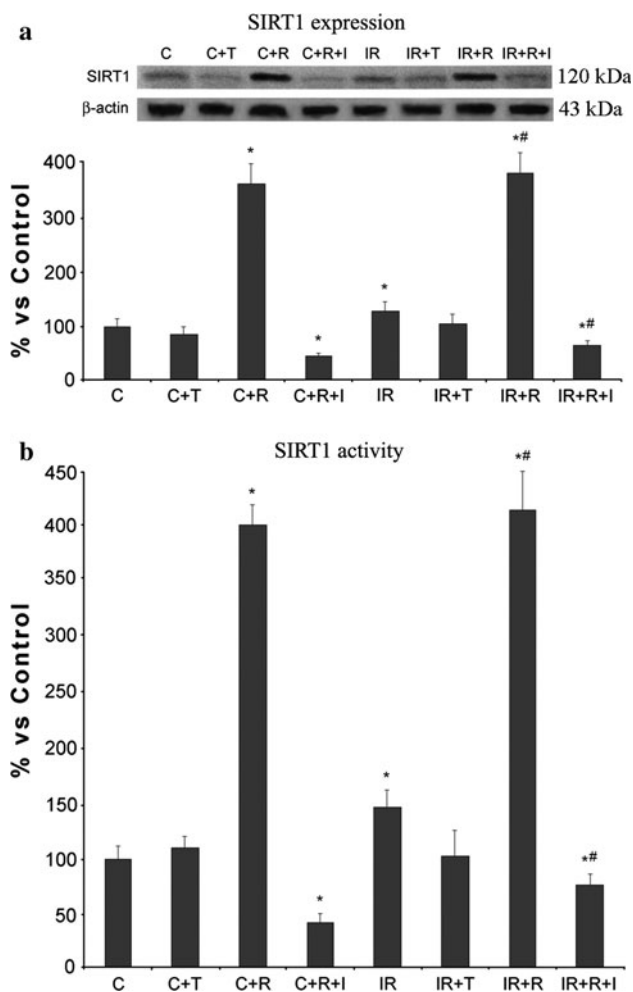 a SIRT1 expression
C C+T C+R C+R+I IR IR+T IR+R IR+R+I
SIRT1 120 kDa
β-actin 43 kDa
% vs Control
400
300
200
100
0
* * * *# *#
C C+T C+R C+R+I IR IR+T IR+R IR+R+I
b SIRT1 activity
% vs Control
450
400
350
300
250
200
150
100
50
0
* * * *# *#
C C+T C+R C+R+I IR IR+T IR+R IR+R+I